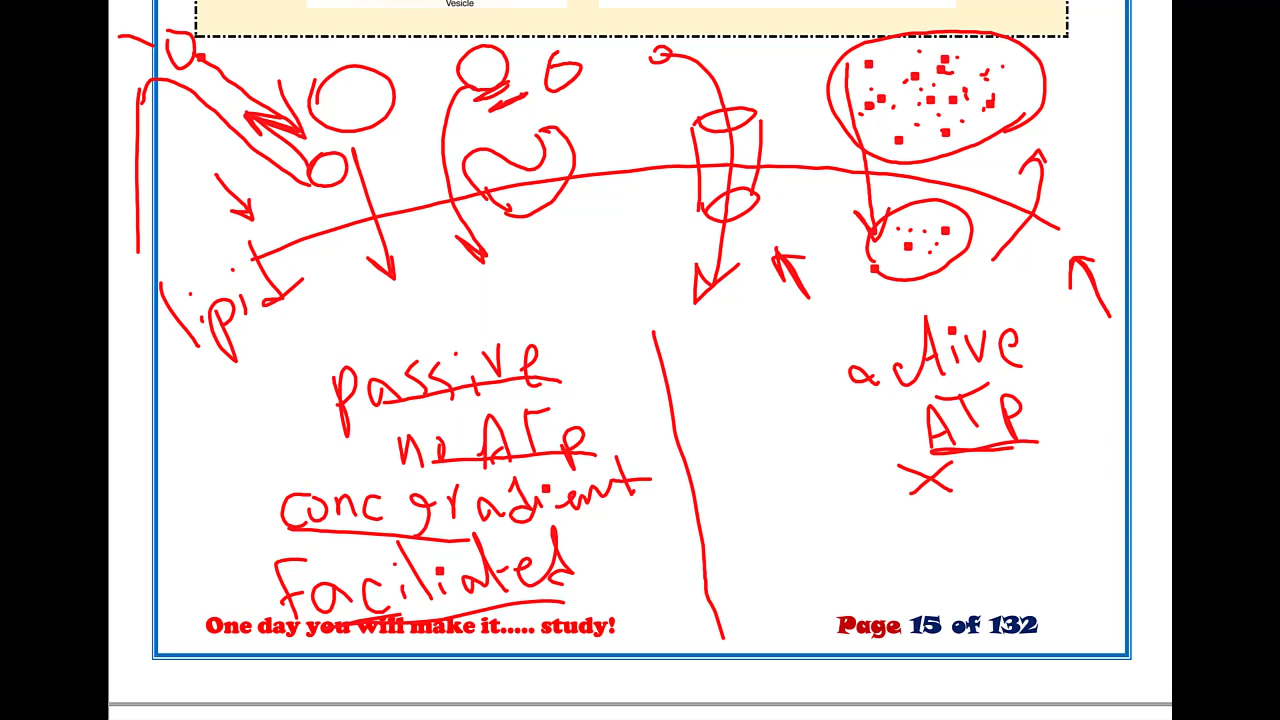 Vesicle
lipid
passive
active
no ATP
ATP
conc gradient
Faciliated
One day you will make it..... study!
Page 15 of 132